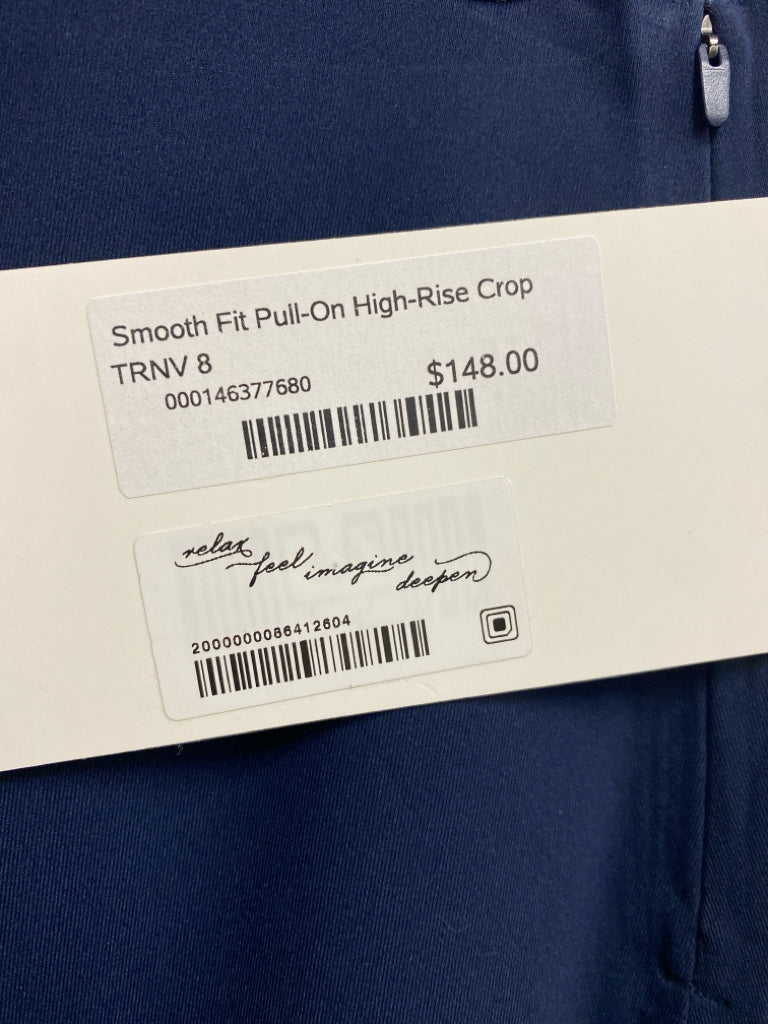 Smooth Fit Pull-On High-Rise Crop
TRNV 8
000146377680
$148.00
relax feel imagine deepen
2000000086412604